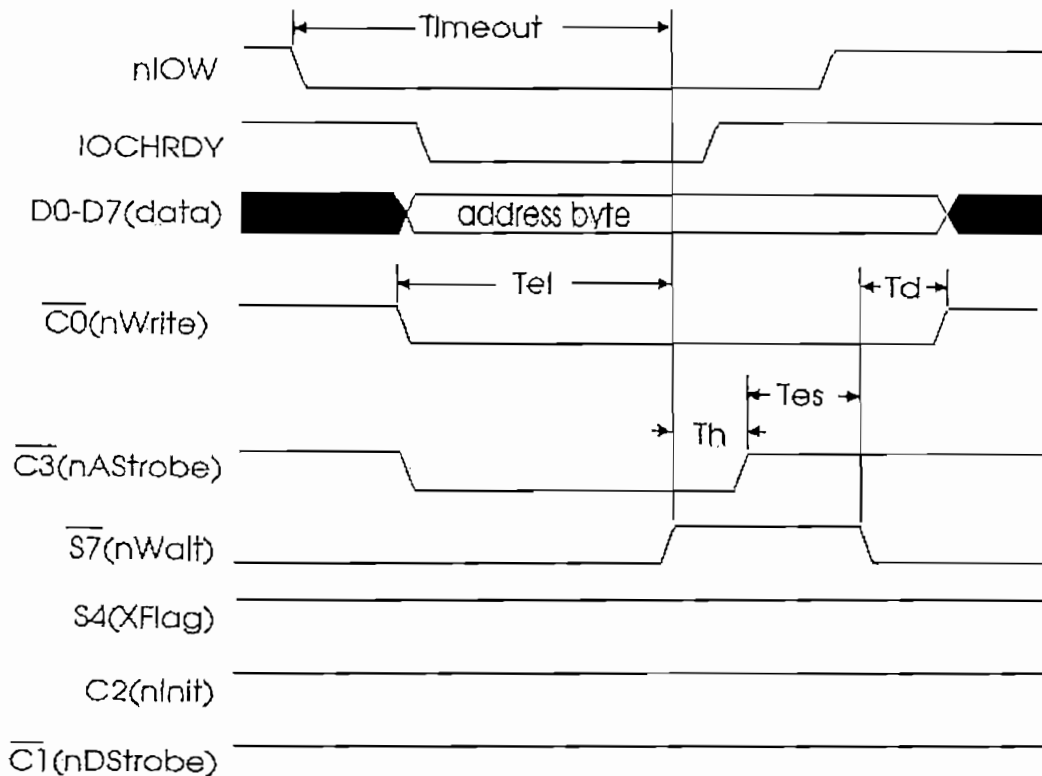 TImeout
nIOW
IOCHRDY
D0-D7(data)
address byte
Tel
Td
C0(nWrite)
Tes
Th
C3(nAStrobe)
S7(nWaIt)
S4(XFlag)
C2(nInit)
C1(nDStrobe)